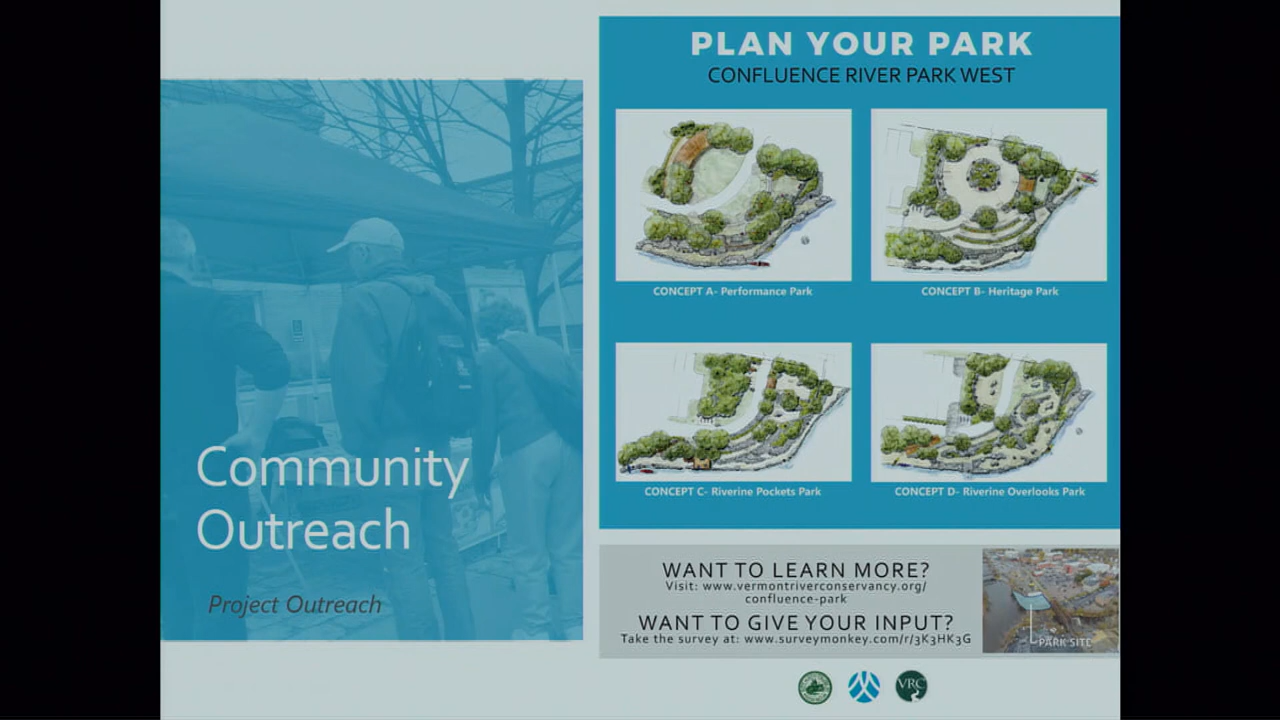 Community
Outreach
Project Outreach
PLAN YOUR PARK
CONFLUENCE RIVER PARK WEST
CONCEPT A- Performance Park
CONCEPT B- Heritage Park
CONCEPT C- Riverine Pockets Park
CONCEPT D- Riverine Overlooks Park
WANT TO LEARN MORE?
Visit: www.vermontriverconservancy.org/
confluence-park
WANT TO GIVE YOUR INPUT?
Take the survey at: www.surveymonkey.com/r/3K3HK3G
PARK SITE
VRC